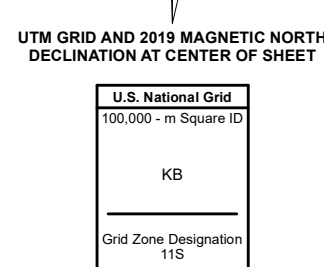 UTM GRID AND 2019 MAGNETIC NORTH
DECLINATION AT CENTER OF SHEET
U.S. National Grid
100,000 - m Square ID
KB
Grid Zone Designation
11S